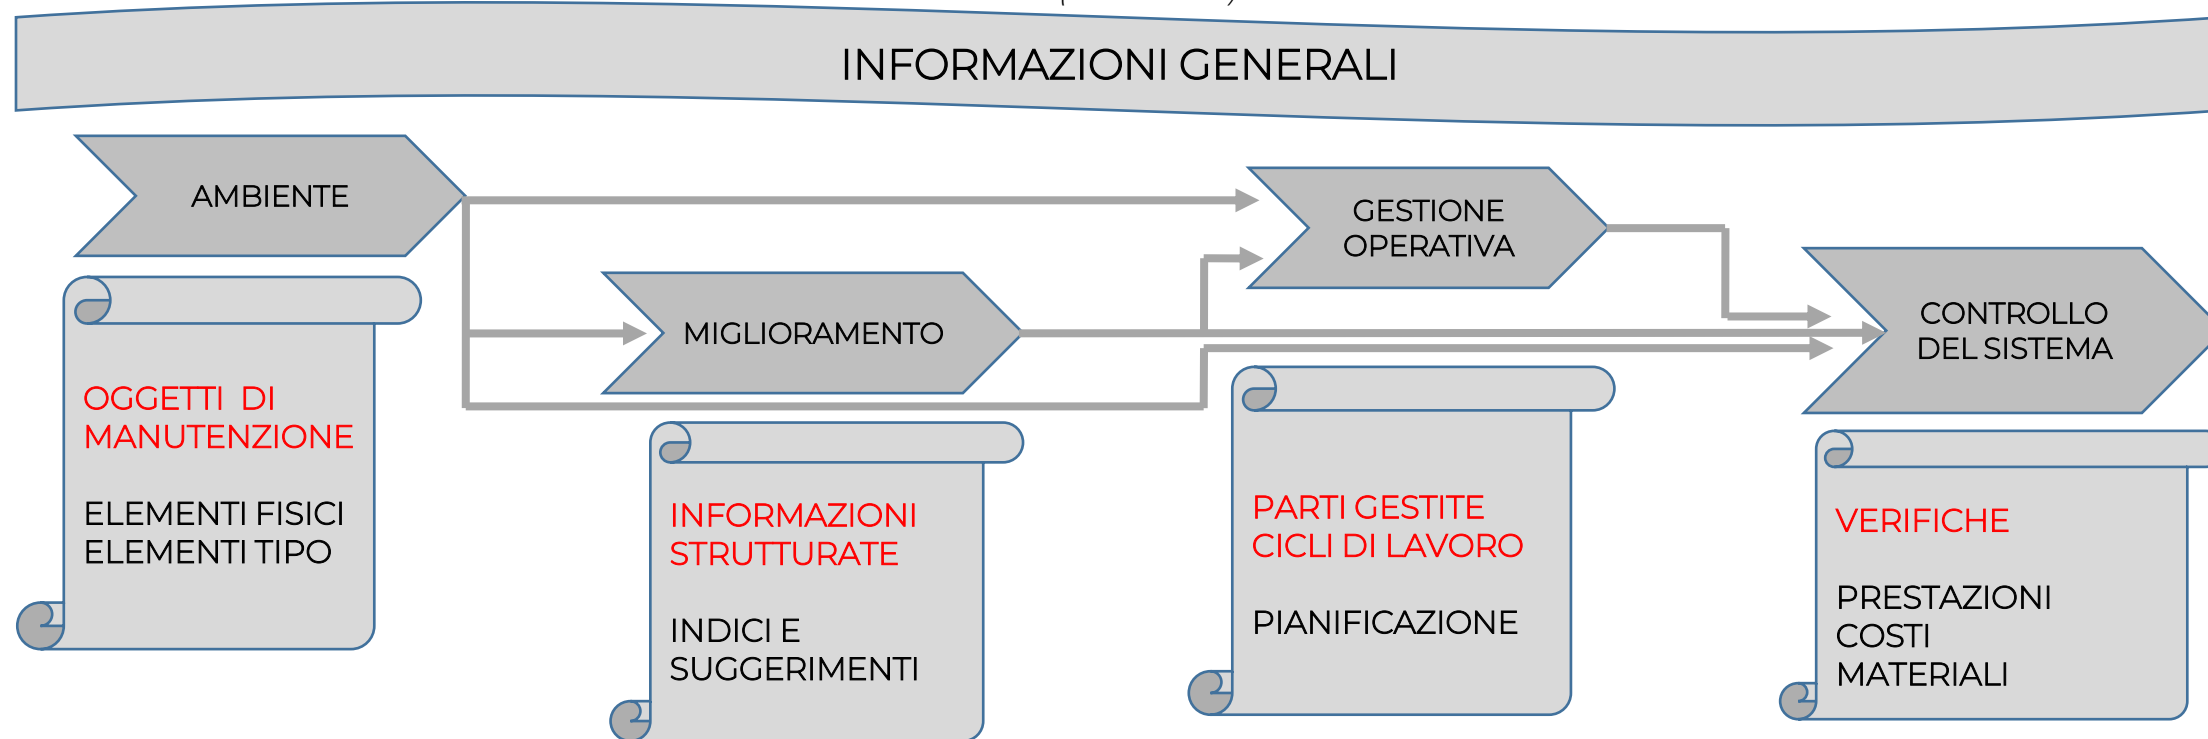 INFORMAZIONI GENERALI
AMBIENTE
GESTIONE
OPERATIVA
MIGLIORAMENTO
CONTROLLO
DEL SISTEMA
OGGETTI DI
MANUTENZIONE
ELEMENTI FISICI
ELEMENTI TIPO
INFORMAZIONI
STRUTTURATE
INDICI E
SUGGERIMENTI
PARTI GESTITE
CICLI DI LAVORO
PIANIFICAZIONE
VERIFICHE
PRESTAZIONI
COSTI
MATERIALI